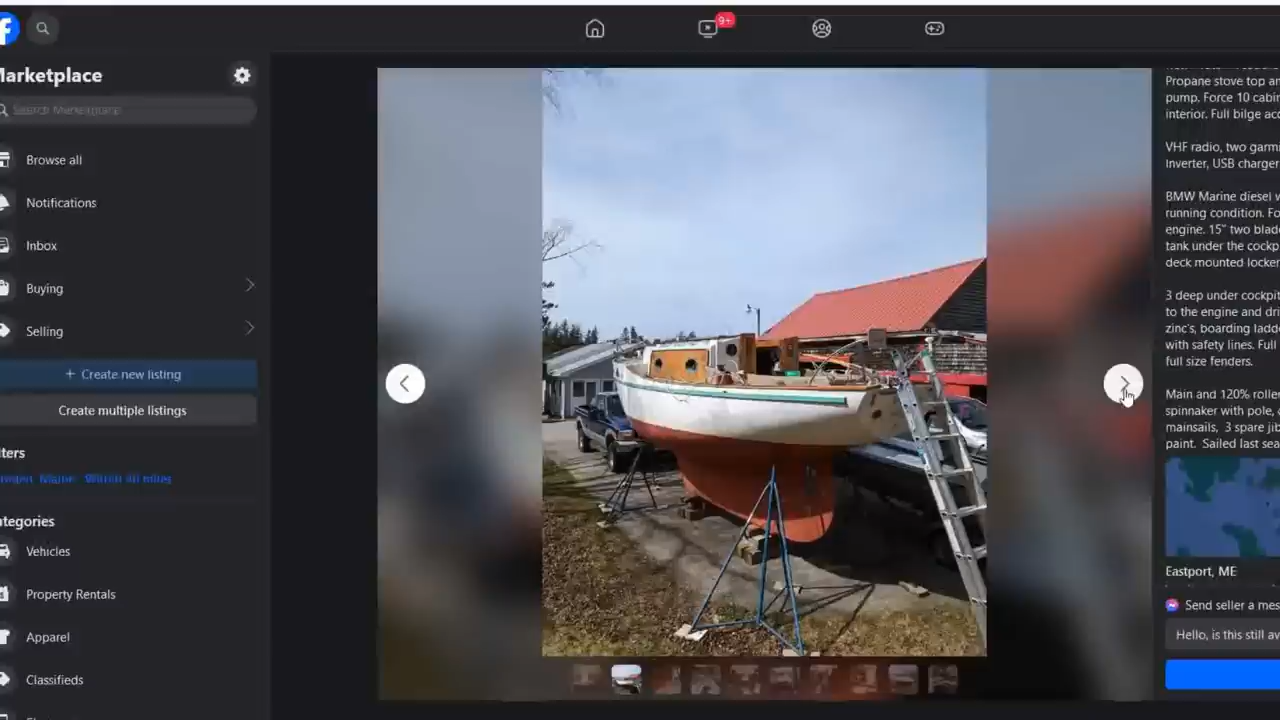 9+
Marketplace
Search Marketplace
Browse all
Notifications
Inbox
Buying
Selling
+ Create new listing
Create multiple listings
Categories
Vehicles
Property Rentals
Apparel
Classifieds
Propane stove top an
pump. Force 10 cabin
interior. Full bilge acc
VHF radio, two garmi
Inverter, USB charger
BMW Marine diesel w
running condition. Fo
engine. 15" two blad
tank under the cockp
deck mounted locker
3 deep under cockpit
to the engine and dri
zinc's, boarding ladd
with safety lines. Full
full size fenders.
Main and 120% roller
spinnaker with pole,
mainsails, 3 spare jib
paint. Sailed last sea
Eastport, ME
Send seller a mes
Hello, is this still av